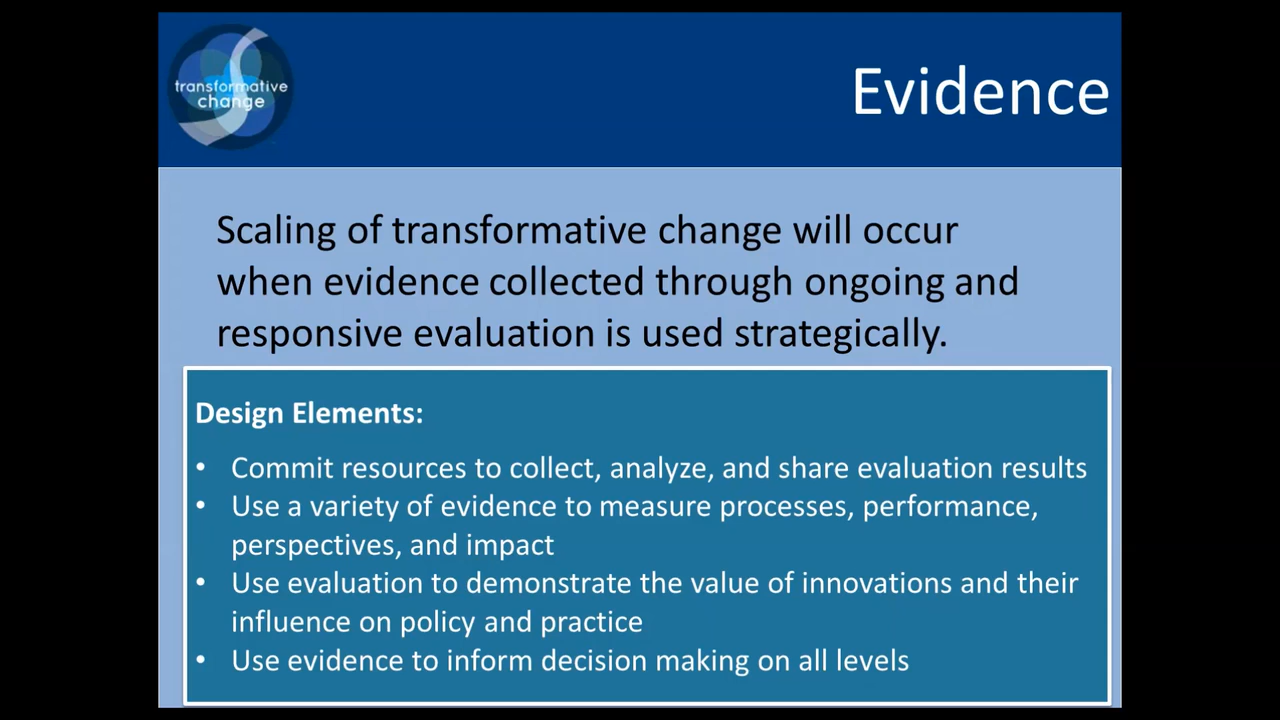 transformative
change
Evidence
Scaling of transformative change will occur
when evidence collected through ongoing and
responsive evaluation is used strategically.
Design Elements:
• Commit resources to collect, analyze, and share evaluation results
• Use a variety of evidence to measure processes, performance,
perspectives, and impact
• Use evaluation to demonstrate the value of innovations and their
influence on policy and practice
• Use evidence to inform decision making on all levels